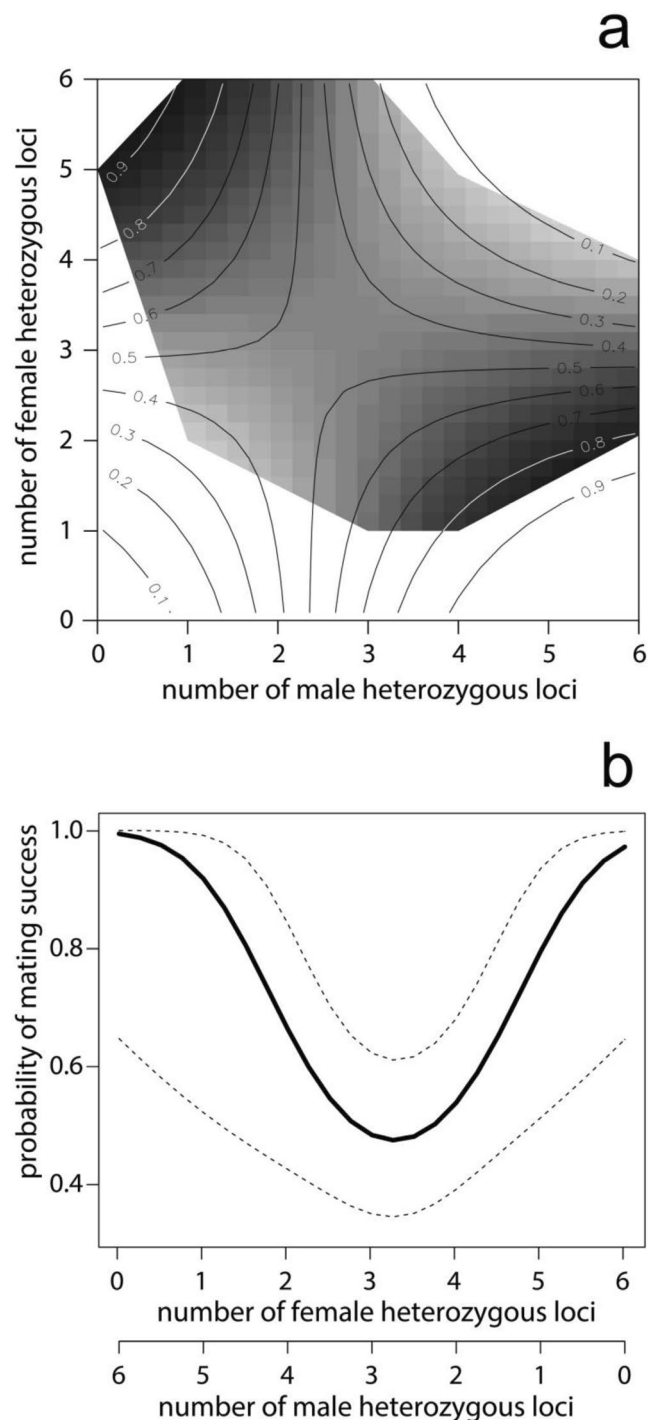 a
6
5
4
3
2
1
0
number of female heterozygous loci
0.9
0.8
0.7
0.6
0.5
0.4
0.3
0.2
0.1
0.1
0.2
0.3
0.4
0.5
0.6
0.7
0.8
0.9
0 1 2 3 4 5 6
number of male heterozygous loci
b
1.0
0.8
0.6
0.4
probability of mating success
0 1 2 3 4 5 6
number of female heterozygous loci
6 5 4 3 2 1 0
number of male heterozygous loci